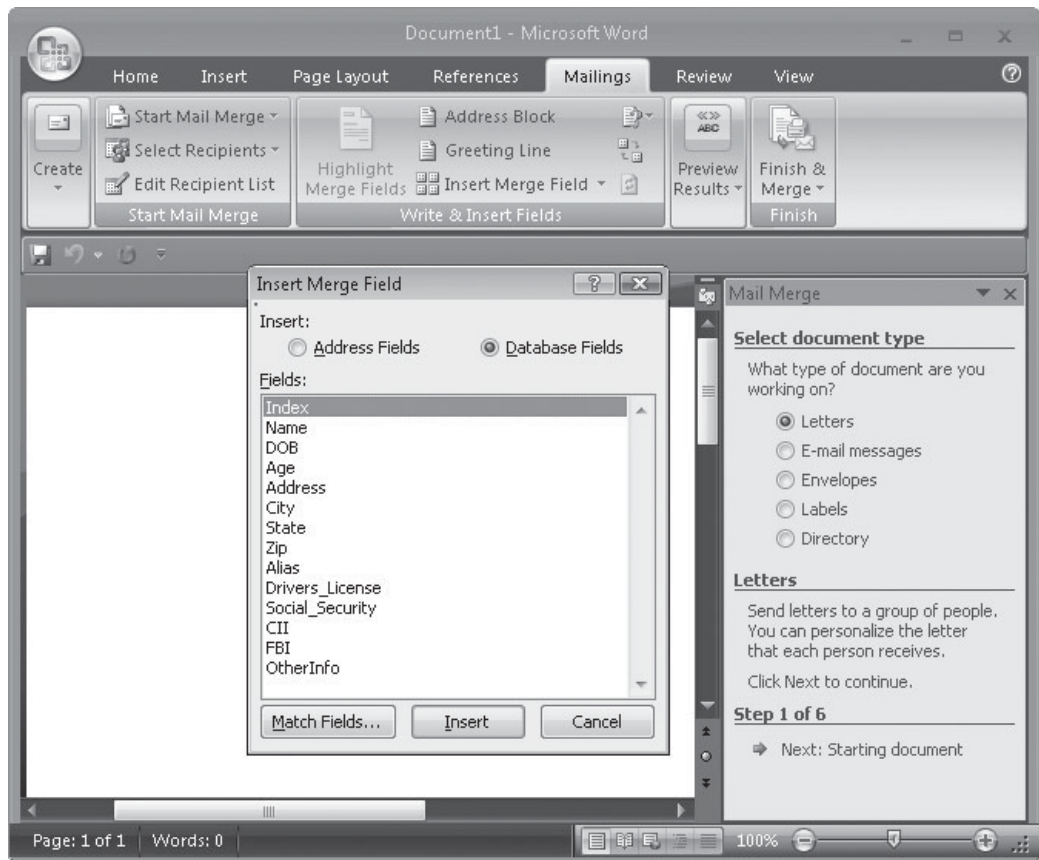 Document1 - Microsoft Word
Home Insert Page Layout References Mailings Review View
Create
Start Mail Merge
Select Recipients
Edit Recipient List
Start Mail Merge
Highlight
Merge Fields
Address Block
Greeting Line
Insert Merge Field
Write & Insert Fields
«»
ABC
Preview
Results
Finish &
Merge
Finish
Insert Merge Field
Insert:
Address Fields Database Fields
Fields:
Index
Name
DOB
Age
Address
City
State
Zip
Alias
Drivers_License
Social_Security
CII
FBI
OtherInfo
Match Fields... Insert Cancel
Mail Merge
Select document type
What type of document are you
working on?
Letters
E-mail messages
Envelopes
Labels
Directory
Letters
Send letters to a group of people.
You can personalize the letter
that each person receives.
Click Next to continue.
Step 1 of 6
Next: Starting document
Page: 1 of 1 Words: 0 100%